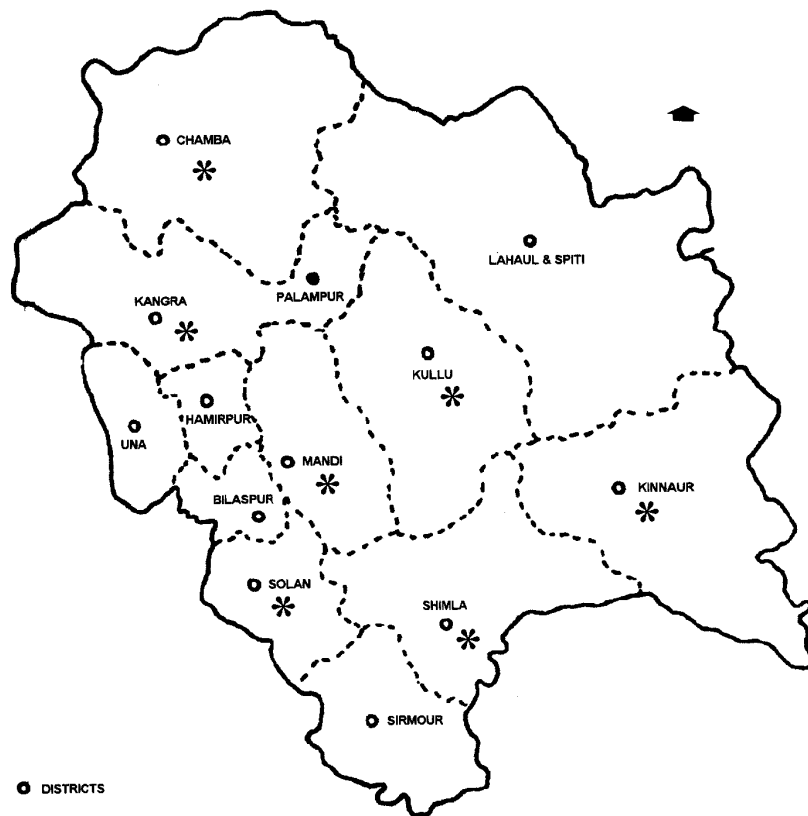 CHAMBA
LAHAUL & SPITI
PALAMPUR
KANGRA
KULLU
HAMIRPUR
UNA
MANDI
KINNAUR
BILASPUR
SOLAN
SHIMLA
SIRMOUR
DISTRICTS